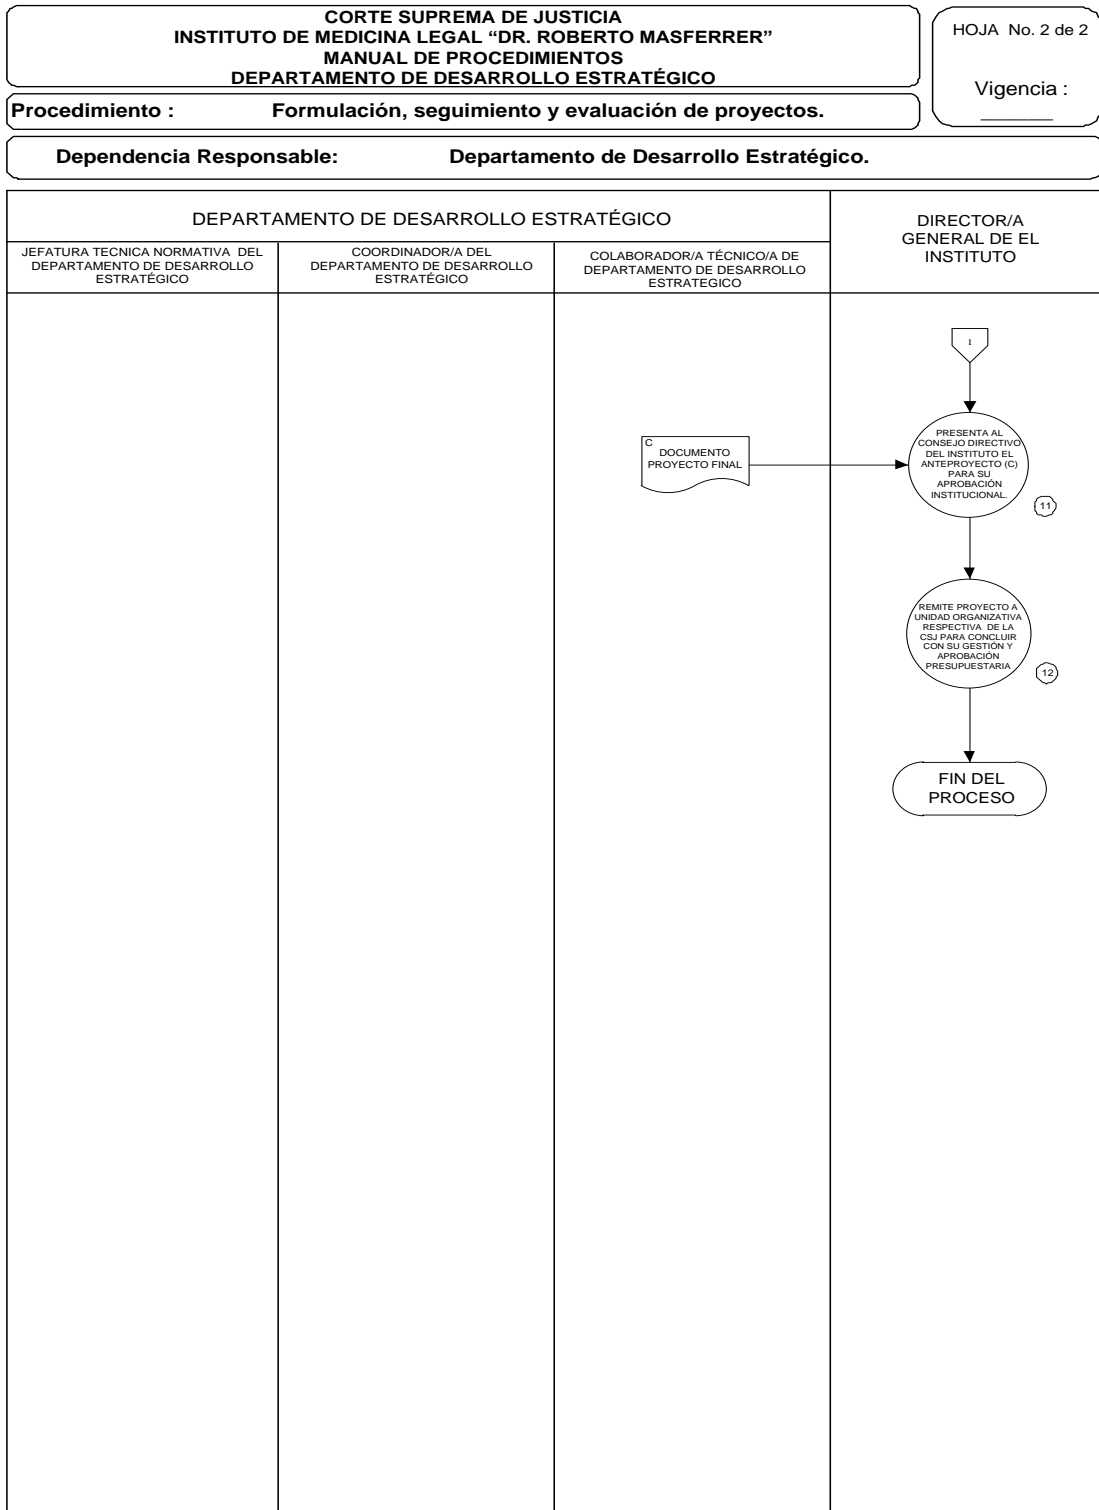 CORTE SUPREMA DE JUSTICIA
INSTITUTO DE MEDICINA LEGAL “DR. ROBERTO MASFERRER”
MANUAL DE PROCEDIMIENTOS
DEPARTAMENTO DE DESARROLLO ESTRATÉGICO
HOJA No. 2 de 2
Vigencia :
Procedimiento : Formulación, seguimiento y evaluación de proyectos.
Dependencia Responsable: Departamento de Desarrollo Estratégico.
DEPARTAMENTO DE DESARROLLO ESTRATÉGICO
JEFATURA TECNICA NORMATIVA DEL
DEPARTAMENTO DE DESARROLLO
ESTRATÉGICO
COORDINADOR/A DEL
DEPARTAMENTO DE DESARROLLO
ESTRATÉGICO
COLABORADOR/A TÉCNICO/A DE
DEPARTAMENTO DE DESARROLLO
ESTRATEGICO
DIRECTOR/A
GENERAL DE EL
INSTITUTO
I
C
DOCUMENTO
PROYECTO FINAL
PRESENTA AL
CONSEJO DIRECTIVO
DEL INSTITUTO EL
ANTEPROYECTO (C)
PARA SU
APROBACIÓN
INSTITUCIONAL.
11
REMITE PROYECTO A
UNIDAD ORGANIZATIVA
RESPECTIVA DE LA
CSJ PARA CONCLUIR
CON SU GESTIÓN Y
APROBACIÓN
PRESUPUESTARIA
12
FIN DEL
PROCESO